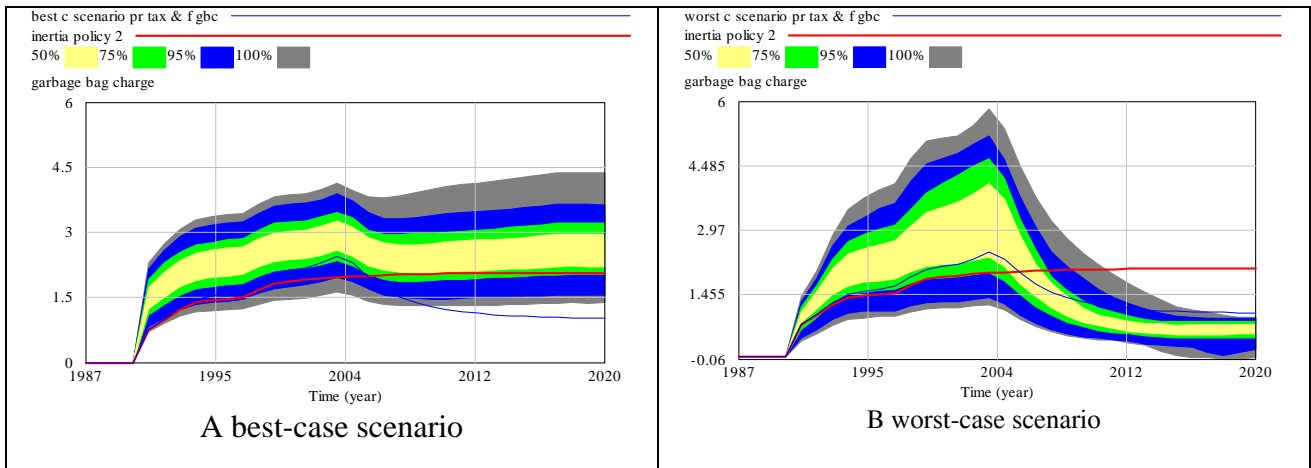 best c scenario pr tax & f gbc
inertia policy 2
50% 75% 95% 100%
garbage bag charge
6
4.5
3
1.5
0
1987 1995 2004 2012 2020
Time (year)
A best-case scenario
worst c scenario pr tax & f gbc
inertia policy 2
50% 75% 95% 100%
garbage bag charge
6
4.485
2.97
1.455
-0.06
1987 1995 2004 2012 2020
Time (year)
B worst-case scenario